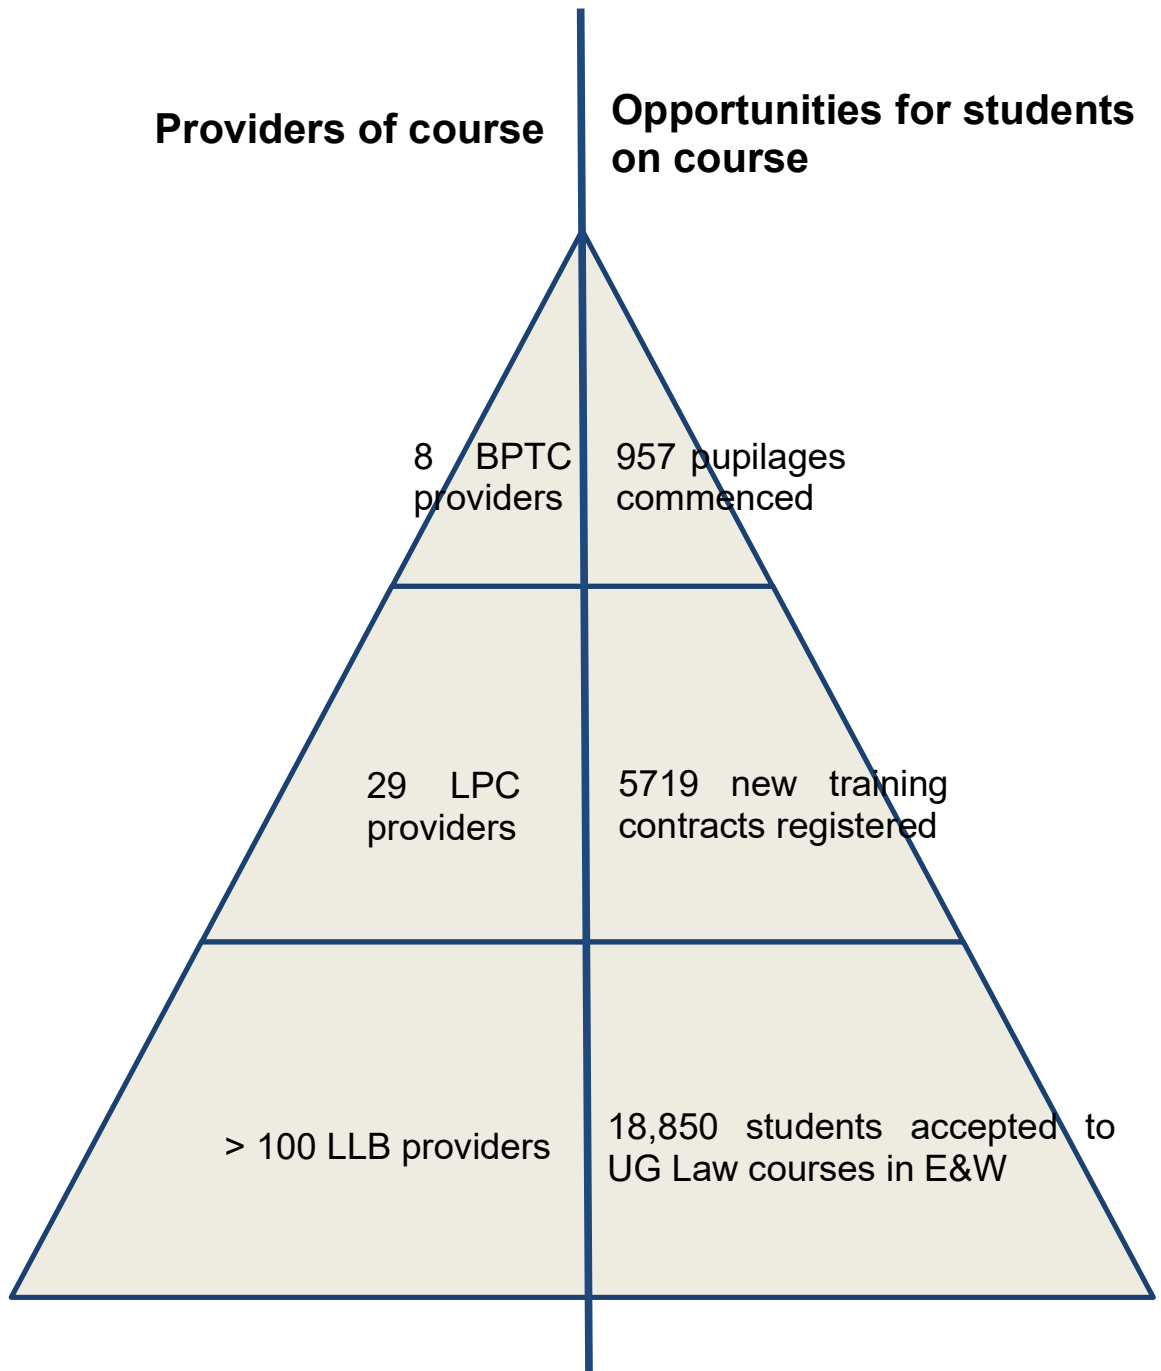 Providers of course
Opportunities for students
on course
8 BPTC
providers
957 pupilages
commenced
29 LPC
providers
5719 new training
contracts registered
> 100 LLB providers
18,850 students accepted to
UG Law courses in E&W